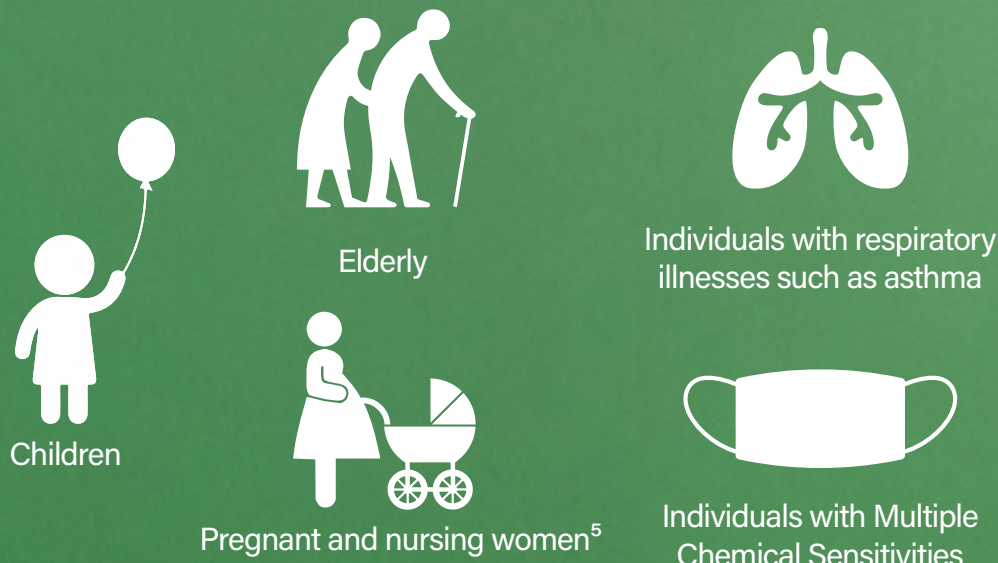 Children
Elderly
Pregnant and nursing women⁵
Individuals with respiratory
illnesses such as asthma
Individuals with Multiple
Chemical Sensitivities